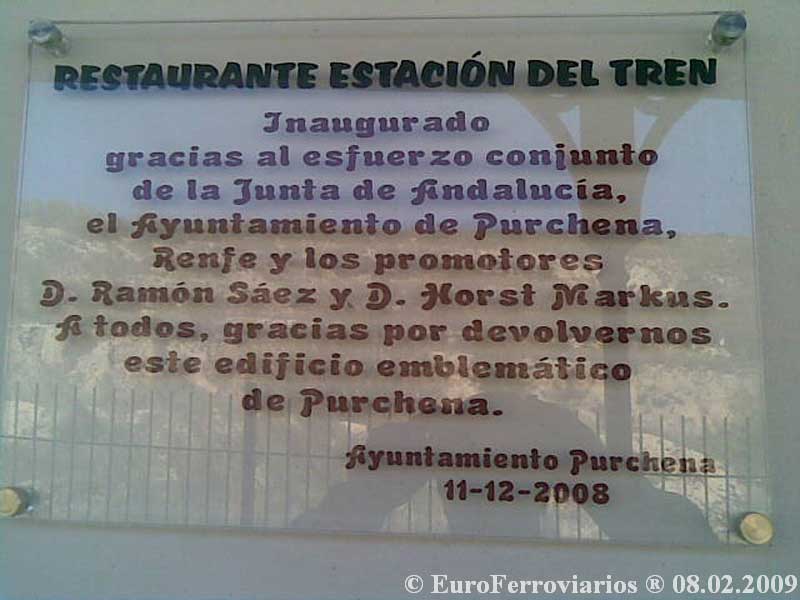 RESTAURANTE ESTACIÓN DEL TREN
Inaugurado
gracias al esfuerzo conjunto
de la Junta de Andalucía,
el Ayuntamiento de Purchena,
Renfe y los promotores
D. Ramón Sáez y D. Horst Markus.
A todos, gracias por devolvernos
este edificio emblemático
de Purchena.
Ayuntamiento Purchena
11-12-2008
© EuroFerroviarios ® 08.02.2009